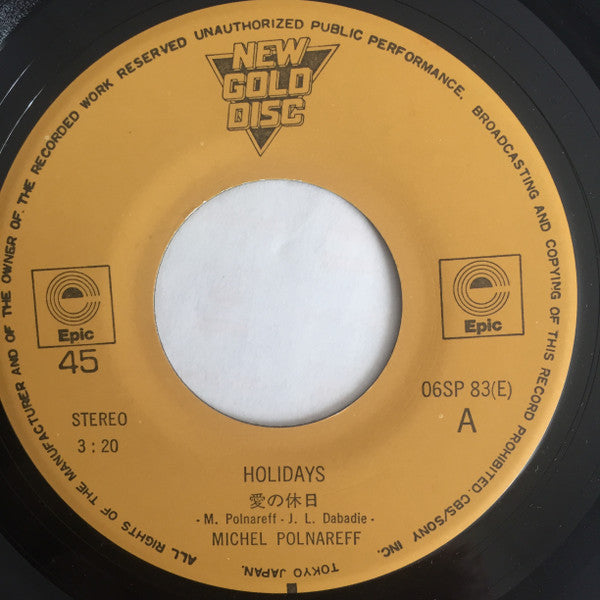 ALL RIGHTS OF THE MANUFACTURER AND OF THE OWNER OF THE RECORDED WORK RESERVED UNAUTHORIZED PUBLIC PERFORMANCE. BROADCASTING AND COPYING OF THIS RECORD PROHIBITED. CBS/SONY INC. TOKYO JAPAN.
NEW
GOLD
DISC
Epic
Epic
45
06SP 83(E)
A
STEREO
3:20
HOLIDAYS
愛の休日
- M. Polnareff - J. L. Dabadie -
MICHEL POLNAREFF